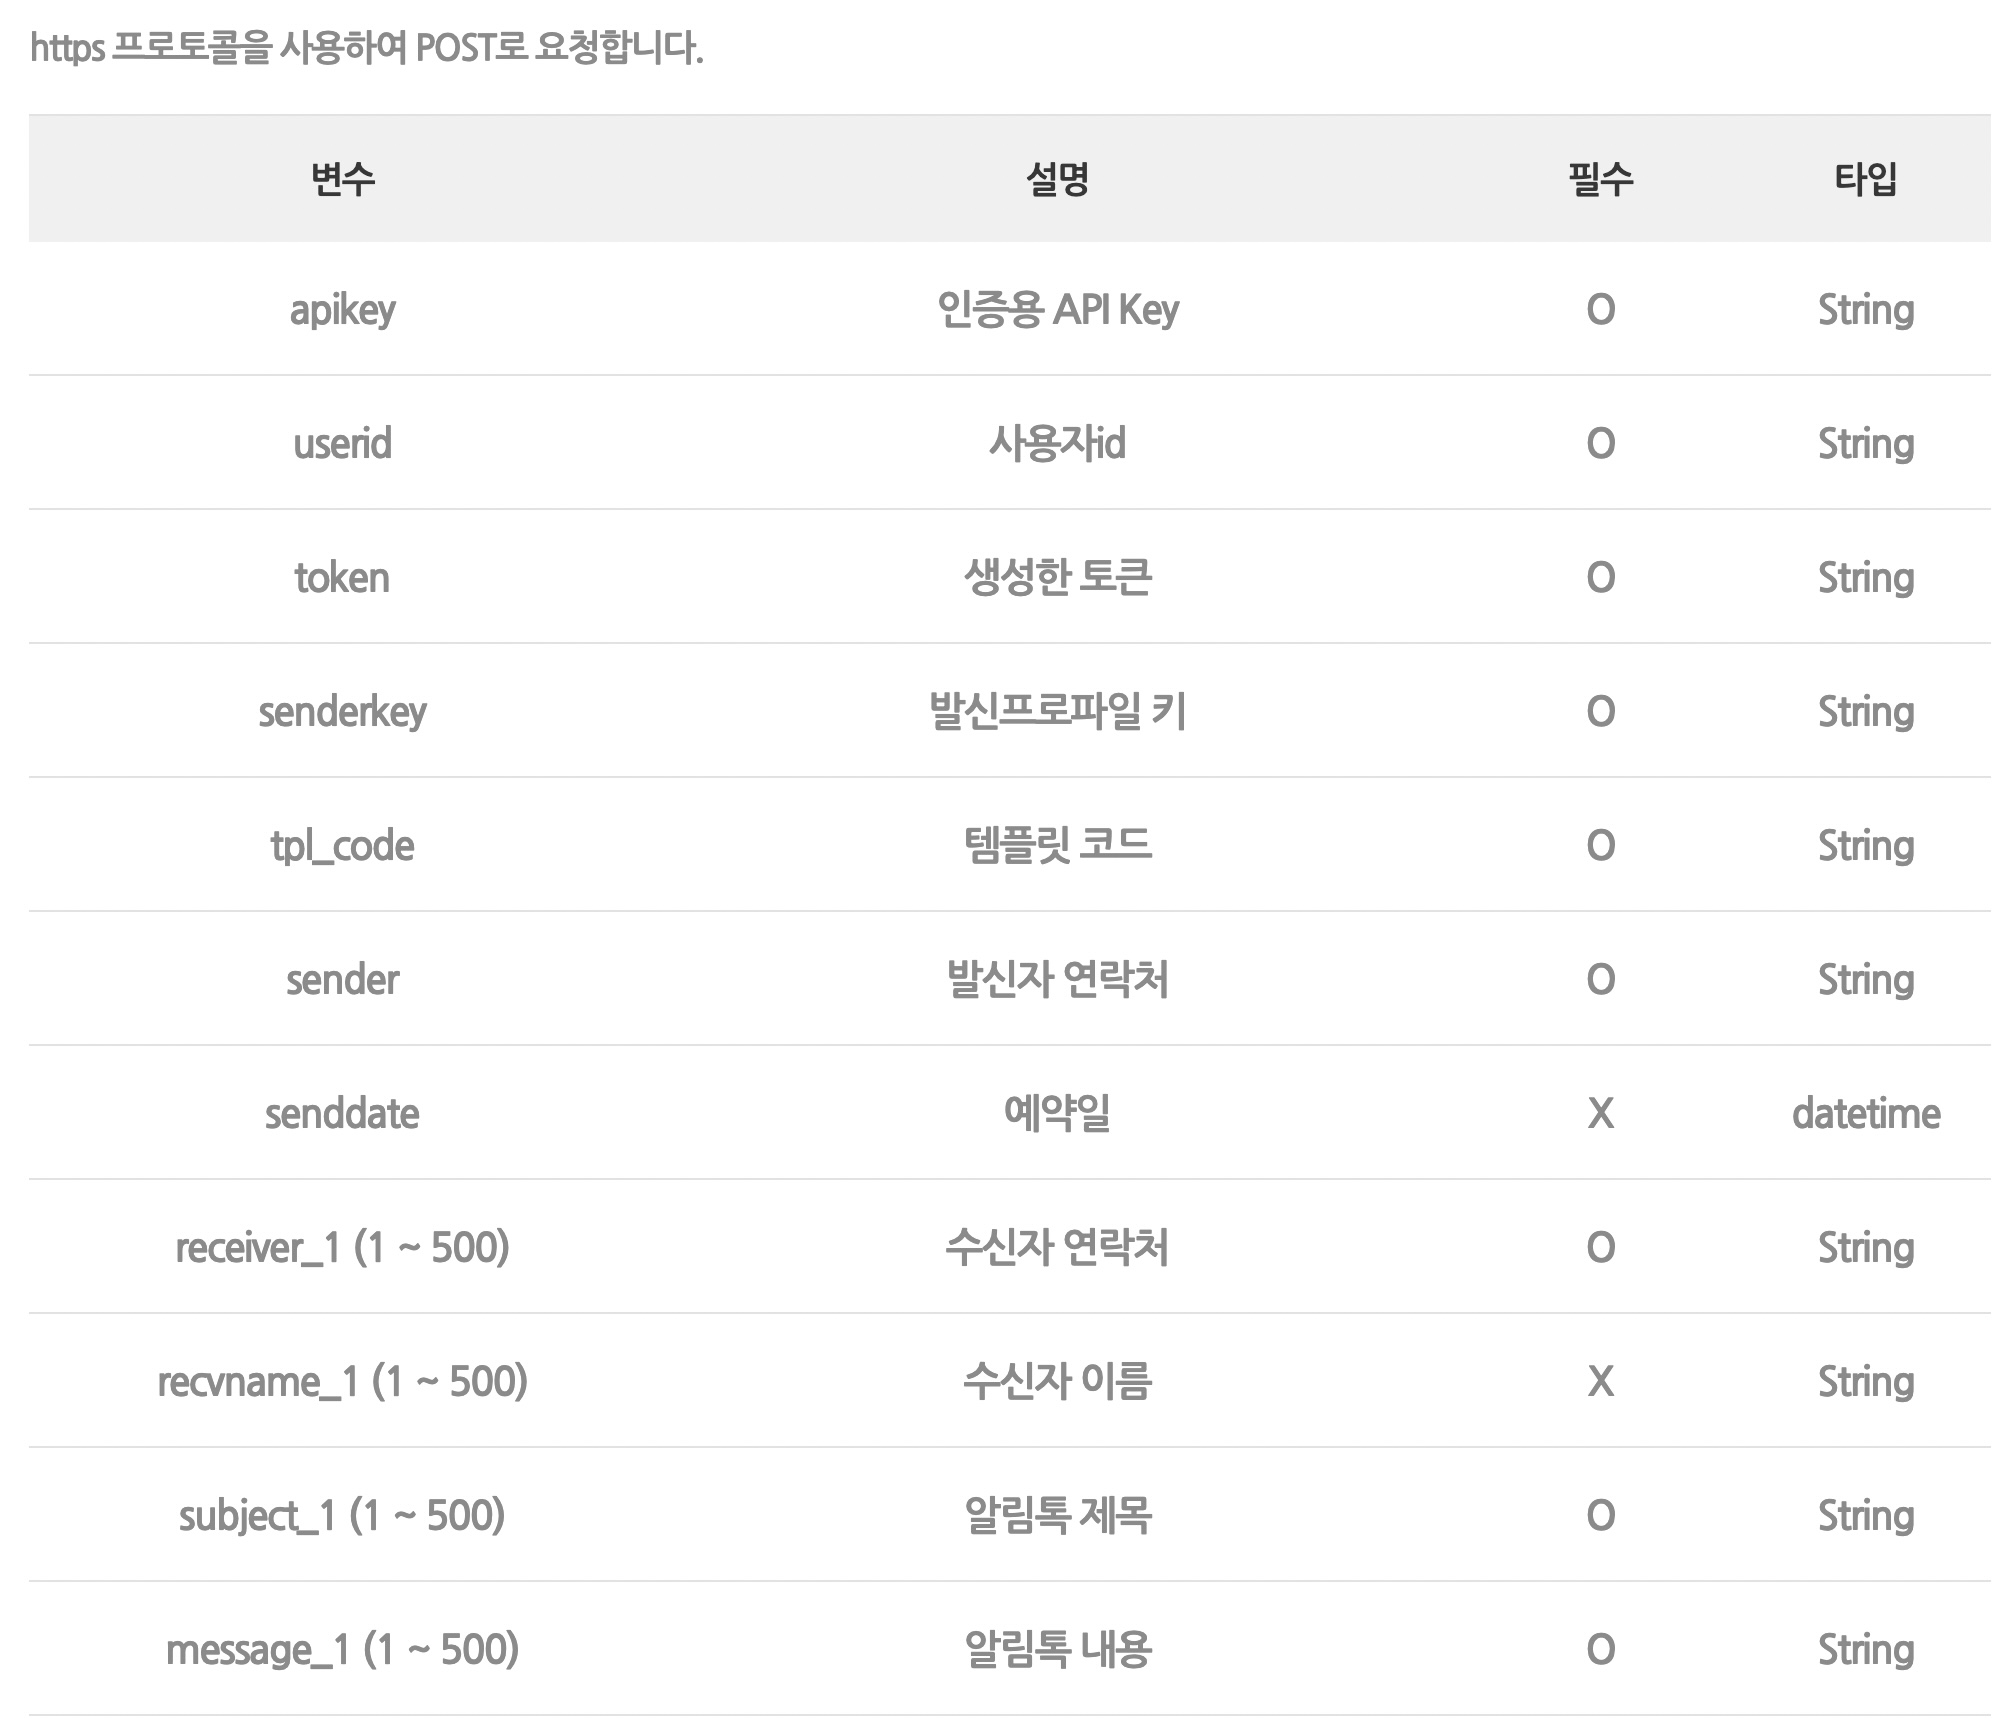 https 프로토콜을 사용하여 POST로 요청합니다.
변수 설명 필수 타입
apikey 인증용 API Key O String
userid 사용자id O String
token 생성한 토큰 O String
senderkey 발신프로파일 키 O String
tpl_code 템플릿 코드 O String
sender 발신자 연락처 O String
senddate 예약일 X datetime
receiver_1 (1 ~ 500) 수신자 연락처 O String
recvname_1 (1 ~ 500) 수신자 이름 X String
subject_1 (1 ~ 500) 알림톡 제목 O String
message_1 (1 ~ 500) 알림톡 내용 O String